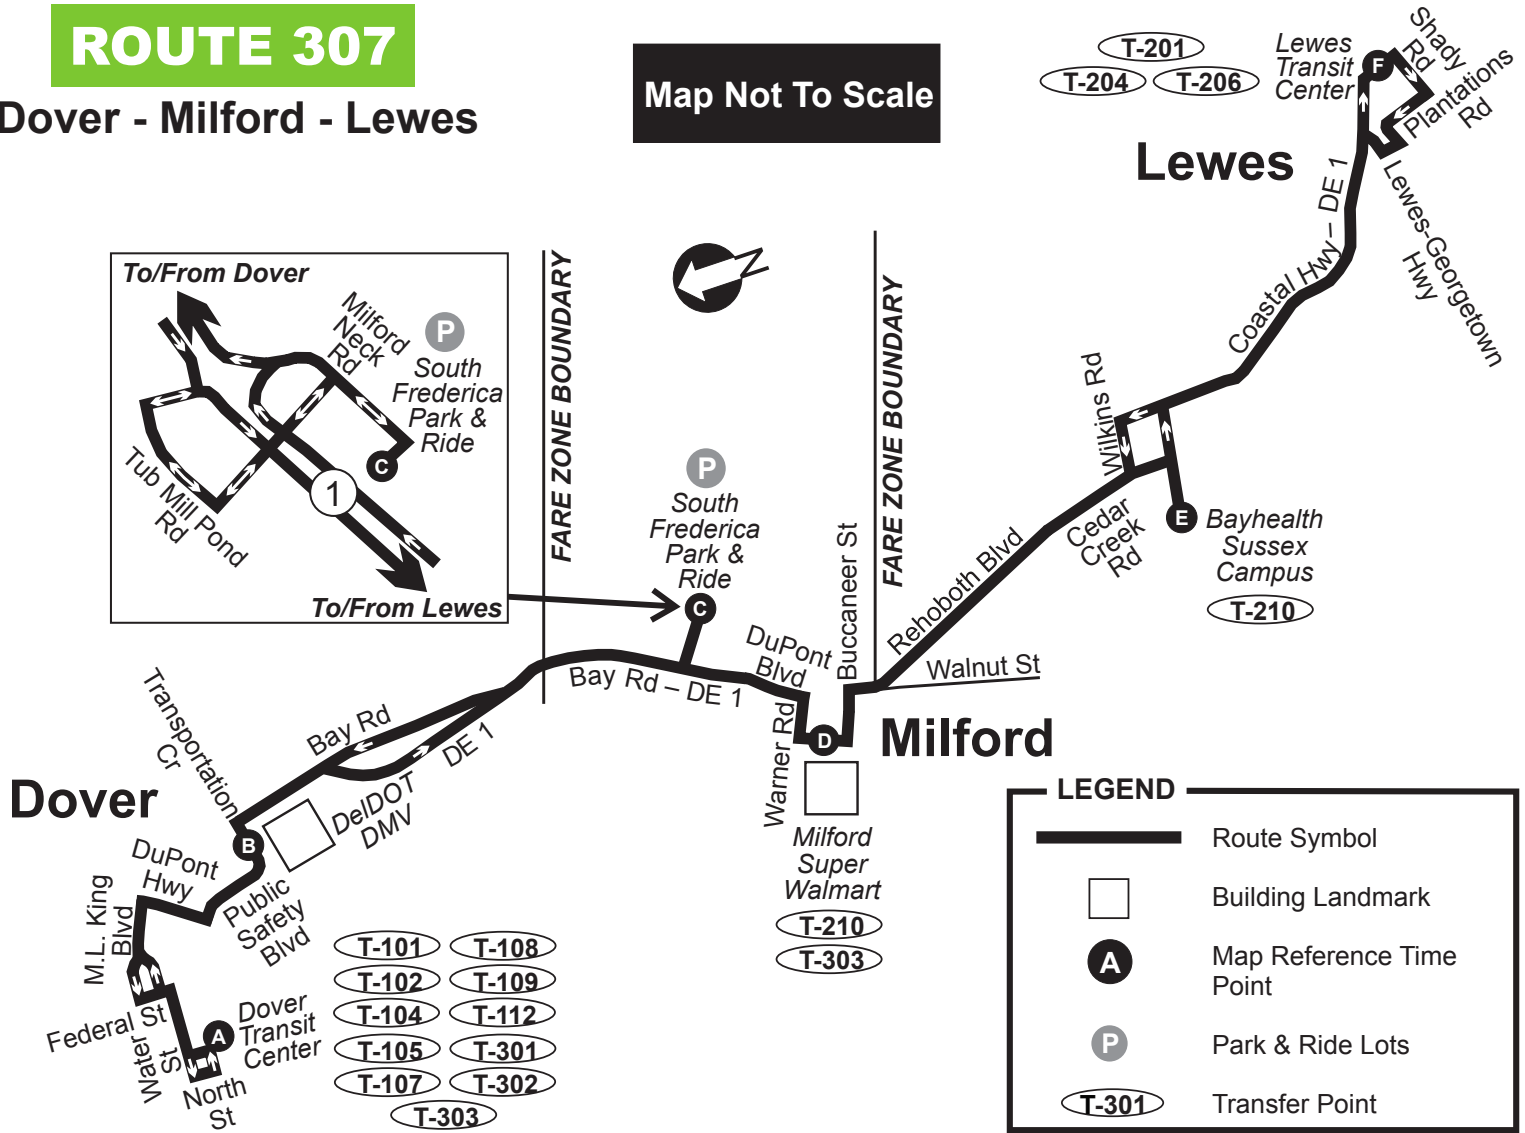 ROUTE 307
Dover - Milford - Lewes
Map Not To Scale
T-201
T-204
T-206
Lewes
Transit
Center
F
Shady
Rd
Plantations
Rd
Lewes
Lewes-Georgetown
Hwy
Coastal Hwy – DE 1
To/From Dover
Milford
Neck
Rd
P
South
Frederica
Park &
Ride
C
Tub Mill Pond
Rd
1
To/From Lewes
FARE ZONE BOUNDARY
N
FARE ZONE BOUNDARY
P
South
Frederica
Park &
Ride
C
Wilkins Rd
Cedar
Creek
Rd
E
Bayhealth
Sussex
Campus
T-210
Rehoboth Blvd
Buccaneer St
Walnut St
DuPont
Blvd
Bay Rd – DE 1
Warner Rd
D
Milford
Milford
Super
Walmart
T-210
T-303
Transportation
Cr
Bay Rd
DE 1
Dover
B
DelDOT
DMV
DuPont
Hwy
Public
Safety
Blvd
M.L. King
Blvd
Federal St
Water
St
North
St
A
Dover
Transit
Center
T-101
T-108
T-102
T-109
T-104
T-112
T-105
T-301
T-107
T-302
T-303
LEGEND
Route Symbol
Building Landmark
A
Map Reference Time
Point
P
Park & Ride Lots
T-301
Transfer Point